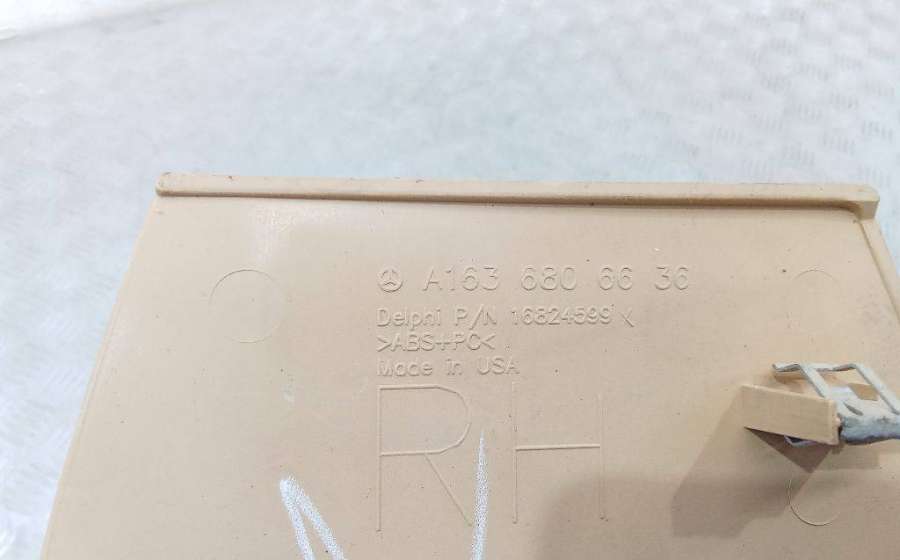 A163 680 66 36
Delphi P/N 16824599 X
>ABS+PC<
Made in USA
RH